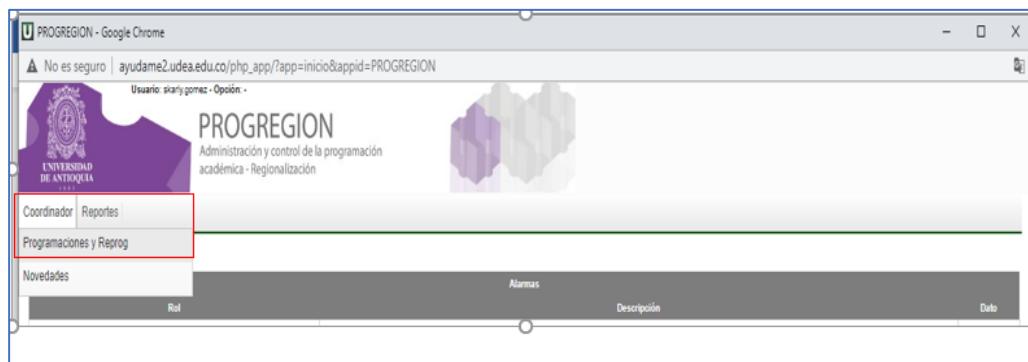 PROGREGION - Google Chrome
No es seguro | ayudame2.udea.edu.co/php_app/?app=inicio&appid=PROGREGION
Usuario: skarly.gomez - Opción: -
PROGREGION
Administración y control de la programación
académica - Regionalización
UNIVERSIDAD
DE ANTIOQUIA
1803
Coordinador Reportes
Programaciones y Reprog
Novedades
Alarmas
Rol Descripción Dato